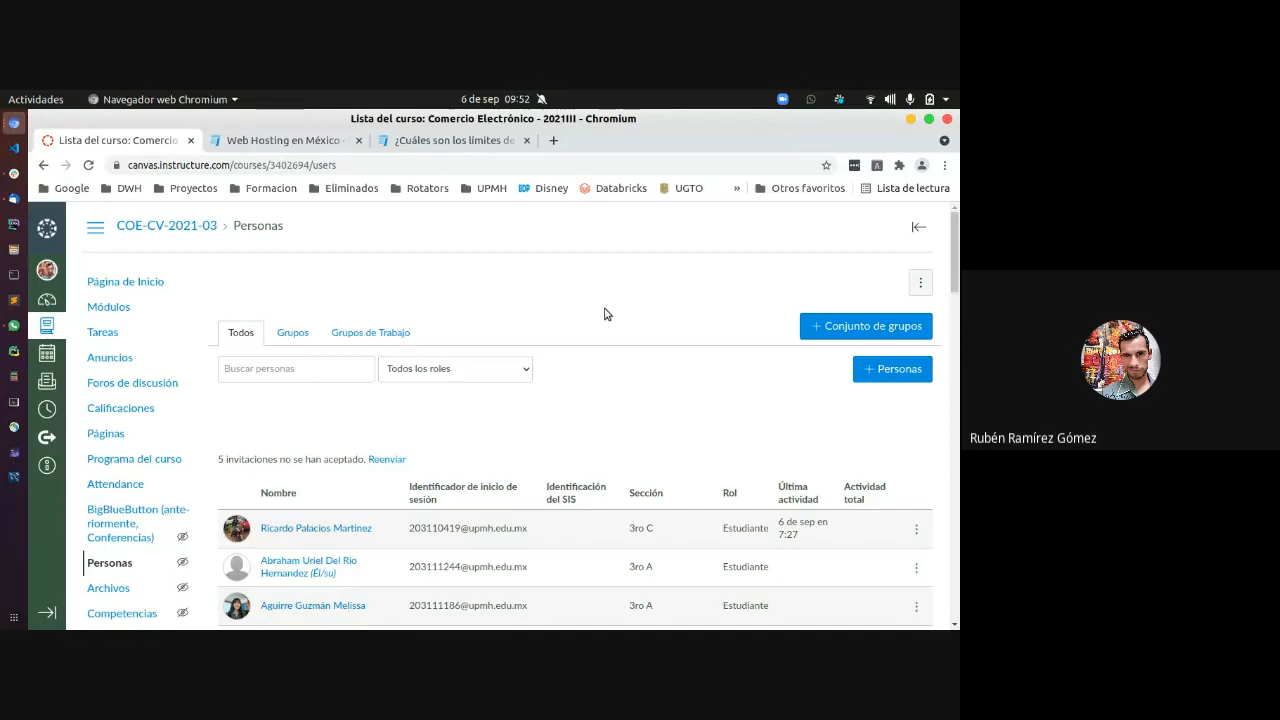 Actividades
Navegador web Chromium
6 de sep 09:52
Lista del curso: Comercio Electrónico - 2021III - Chromium
Lista del curso: Comercio
Web Hosting en México -
¿Cuáles son los límites de
canvas.instructure.com/courses/3402694/users
Google
DWH
Proyectos
Formacion
Eliminados
Rotators
UPMH
Disney
Databricks
UGTO
»
Otros favoritos
Lista de lectura
COE-CV-2021-03 › Personas
Página de Inicio
Módulos
Tareas
Anuncios
Foros de discusión
Calificaciones
Páginas
Programa del curso
Attendance
BigBlueButton (ante-
riormente,
Conferencias)
Personas
Archivos
Competencias
Todos
Grupos
Grupos de Trabajo
+ Conjunto de grupos
Buscar personas
Todos los roles
+ Personas
5 invitaciones no se han aceptado. Reenviar
Nombre
Identificador de inicio de
sesión
Identificación
del SIS
Sección
Rol
Última
actividad
Actividad
total
Ricardo Palacios Martínez
203110419@upmh.edu.mx
3ro C
Estudiante
6 de sep en
7:27
Abraham Uriel Del Rio
Hernandez (Él/su)
203111244@upmh.edu.mx
3ro A
Estudiante
Aguirre Guzmán Melissa
203111186@upmh.edu.mx
3ro A
Estudiante
Rubén Ramírez Gómez